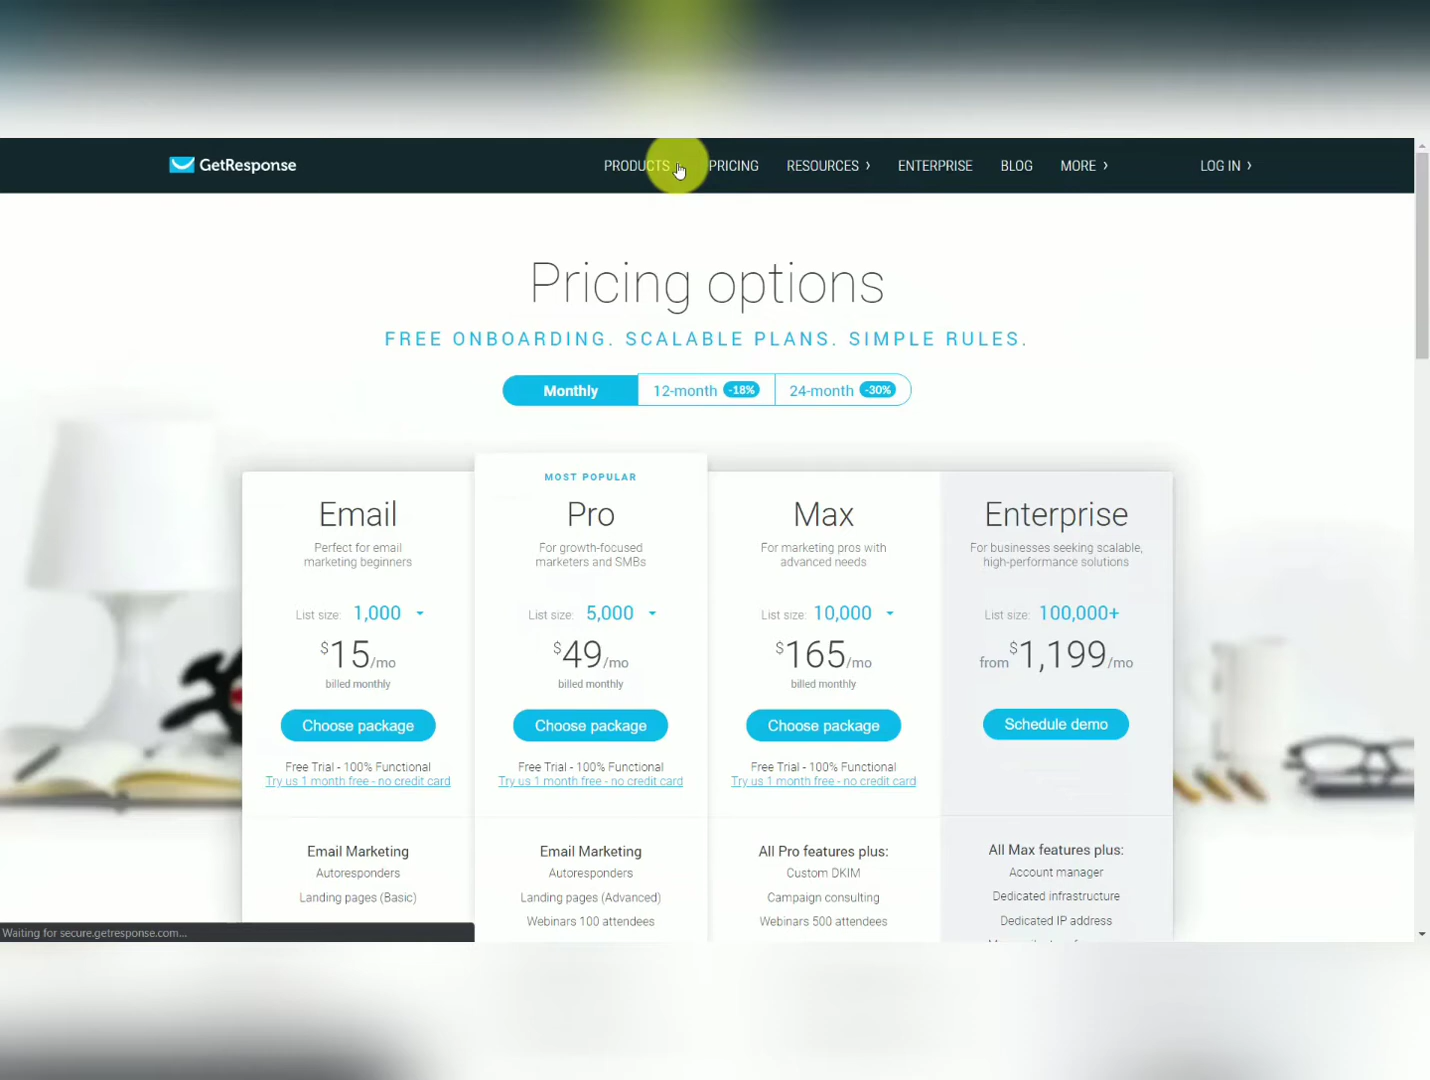 GetResponse
PRODUCTS
PRICING
RESOURCES ›
ENTERPRISE
BLOG
MORE ›
LOG IN ›
Pricing options
FREE ONBOARDING. SCALABLE PLANS. SIMPLE RULES.
Monthly
12-month -18%
24-month -30%
Email
Perfect for email
marketing beginners
List size: 1,000
$15/mo
billed monthly
Choose package
Free Trial - 100% Functional
Try us 1 month free - no credit card
Email Marketing
Autoresponders
Landing pages (Basic)
MOST POPULAR
Pro
For growth-focused
marketers and SMBs
List size: 5,000
$49/mo
billed monthly
Choose package
Free Trial - 100% Functional
Try us 1 month free - no credit card
Email Marketing
Autoresponders
Landing pages (Advanced)
Webinars 100 attendees
Max
For marketing pros with
advanced needs
List size: 10,000
$165/mo
billed monthly
Choose package
Free Trial - 100% Functional
Try us 1 month free - no credit card
All Pro features plus:
Custom DKIM
Campaign consulting
Webinars 500 attendees
Enterprise
For businesses seeking scalable,
high-performance solutions
List size: 100,000+
from $1,199/mo
Schedule demo
All Max features plus:
Account manager
Dedicated infrastructure
Dedicated IP address
Waiting for secure.getresponse.com...